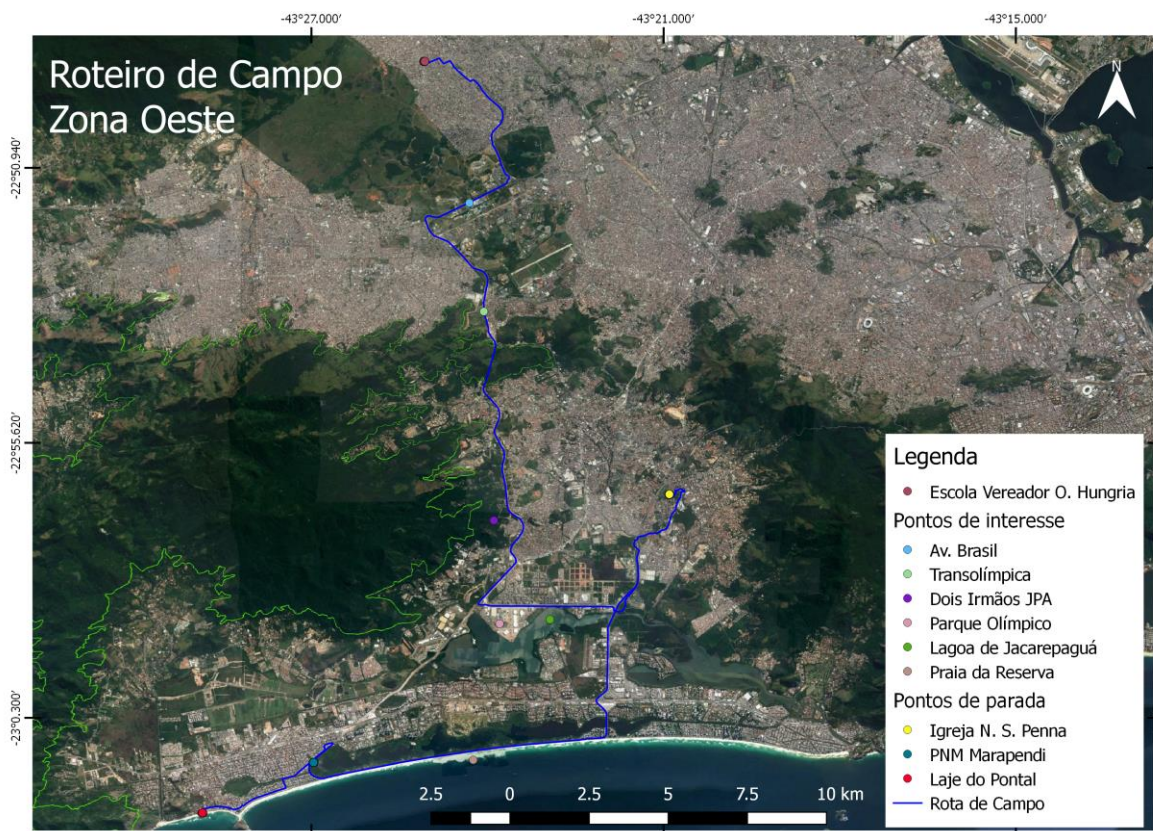 -43°27.000'
-43°21.000'
-43°15.000'
Roteiro de Campo
Zona Oeste
N
-22°50.940'
-22°55.620'
-23°0.300'
Legenda
Escola Vereador O. Hungria
Pontos de interesse
Av. Brasil
Transolímpica
Dois Irmãos JPA
Parque Olímpico
Lagoa de Jacarepaguá
Praia da Reserva
Pontos de parada
Igreja N. S. Penna
PNM Marapendi
Laje do Pontal
Rota de Campo
2.5 0 2.5 5 7.5 10 km